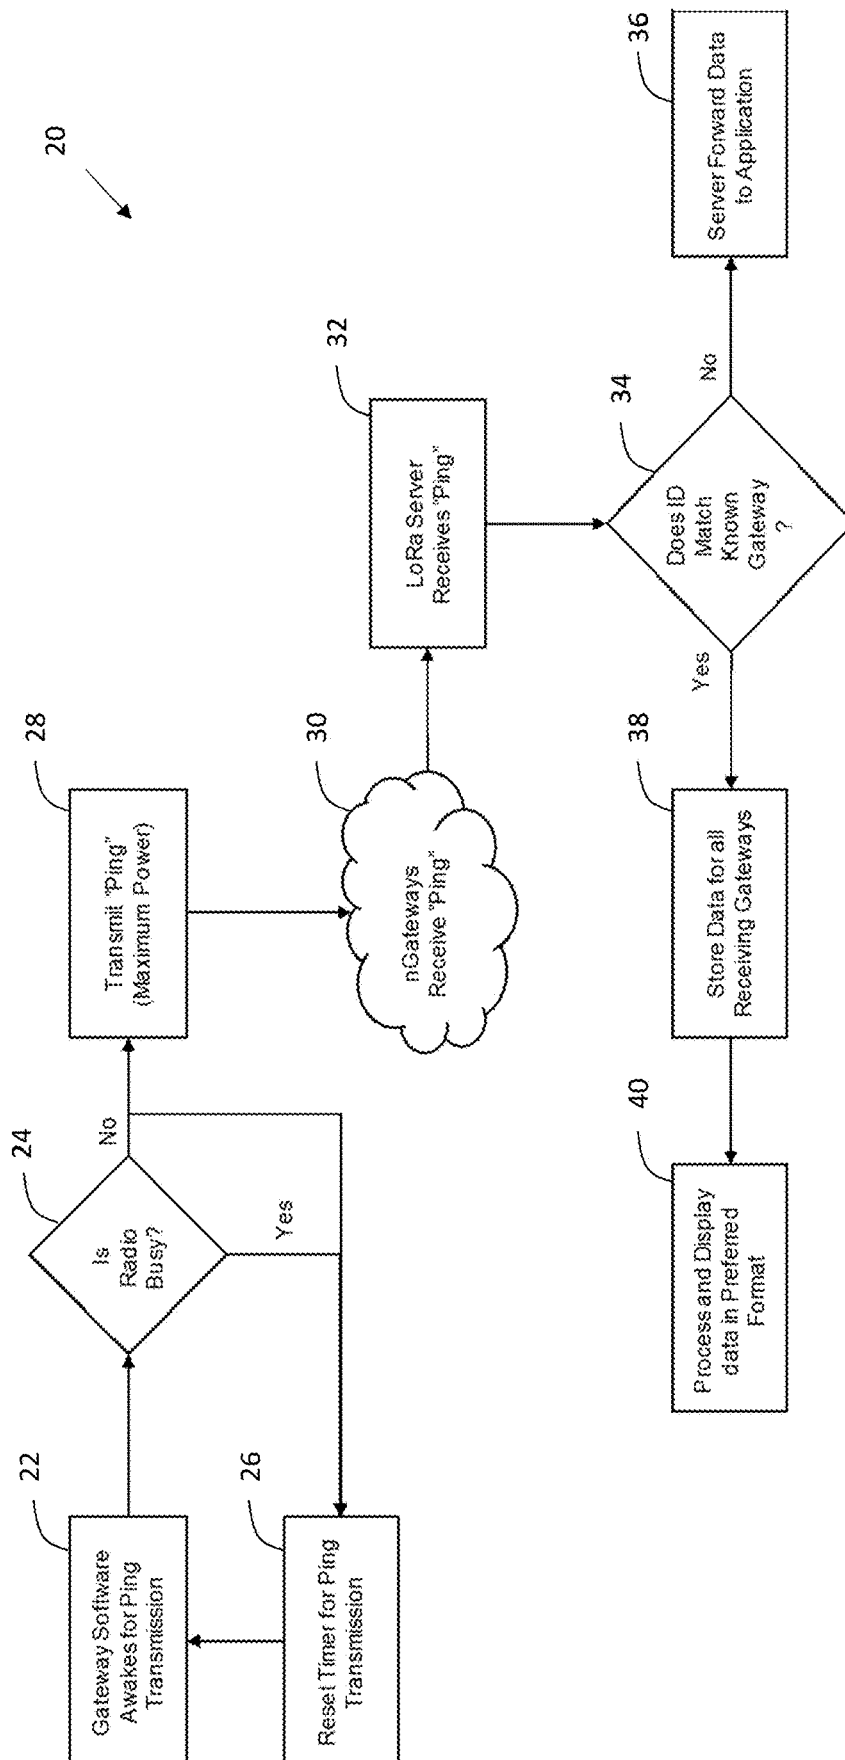 20
22
Gateway Software
Awakes for Ping
Transmission
24
Is
Radio
Busy?
No
Yes
26
Reset Timer for Ping
Transmission
28
Transmit "Ping"
(Maximum Power)
30
nGateways
Receive "Ping"
32
LoRa Server
Receives "Ping"
34
Does ID
Match
Known
Gateway
?
No
Yes
36
Server Forward Data
to Application
38
Store Data for all
Receiving Gateways
40
Process and Display
data in Preferred
Format